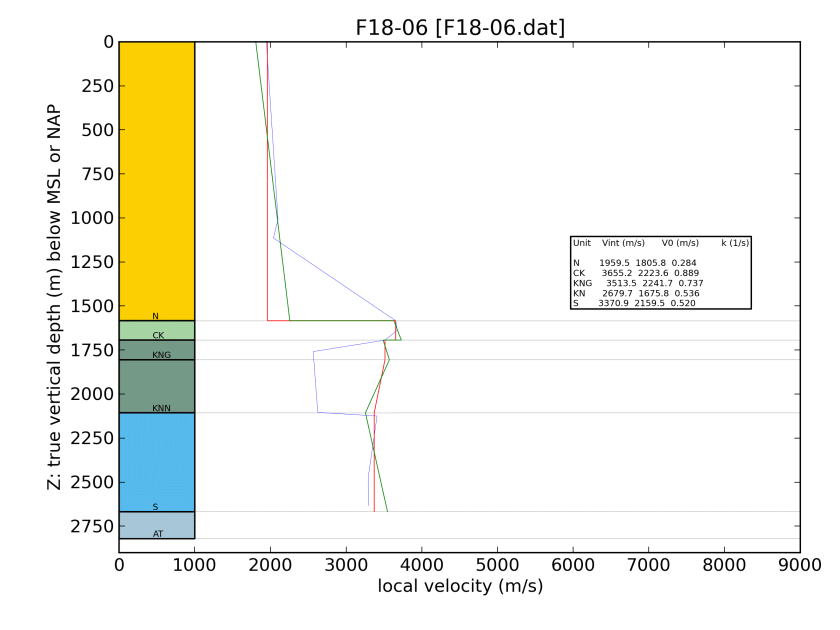 F18-06 [F18-06.dat]
Z: true vertical depth (m) below MSL or NAP
0
250
500
750
1000
1250
1500
1750
2000
2250
2500
2750
N
CK
KNG
KNN
S
AT
Unit Vint (m/s) V0 (m/s) k (1/s)
N 1959.5 1805.8 0.284
CK 3655.2 2223.6 0.889
KNG 3513.5 2241.7 0.737
KN 2679.7 1675.8 0.536
S 3370.9 2159.5 0.520
0 1000 2000 3000 4000 5000 6000 7000 8000 9000
local velocity (m/s)